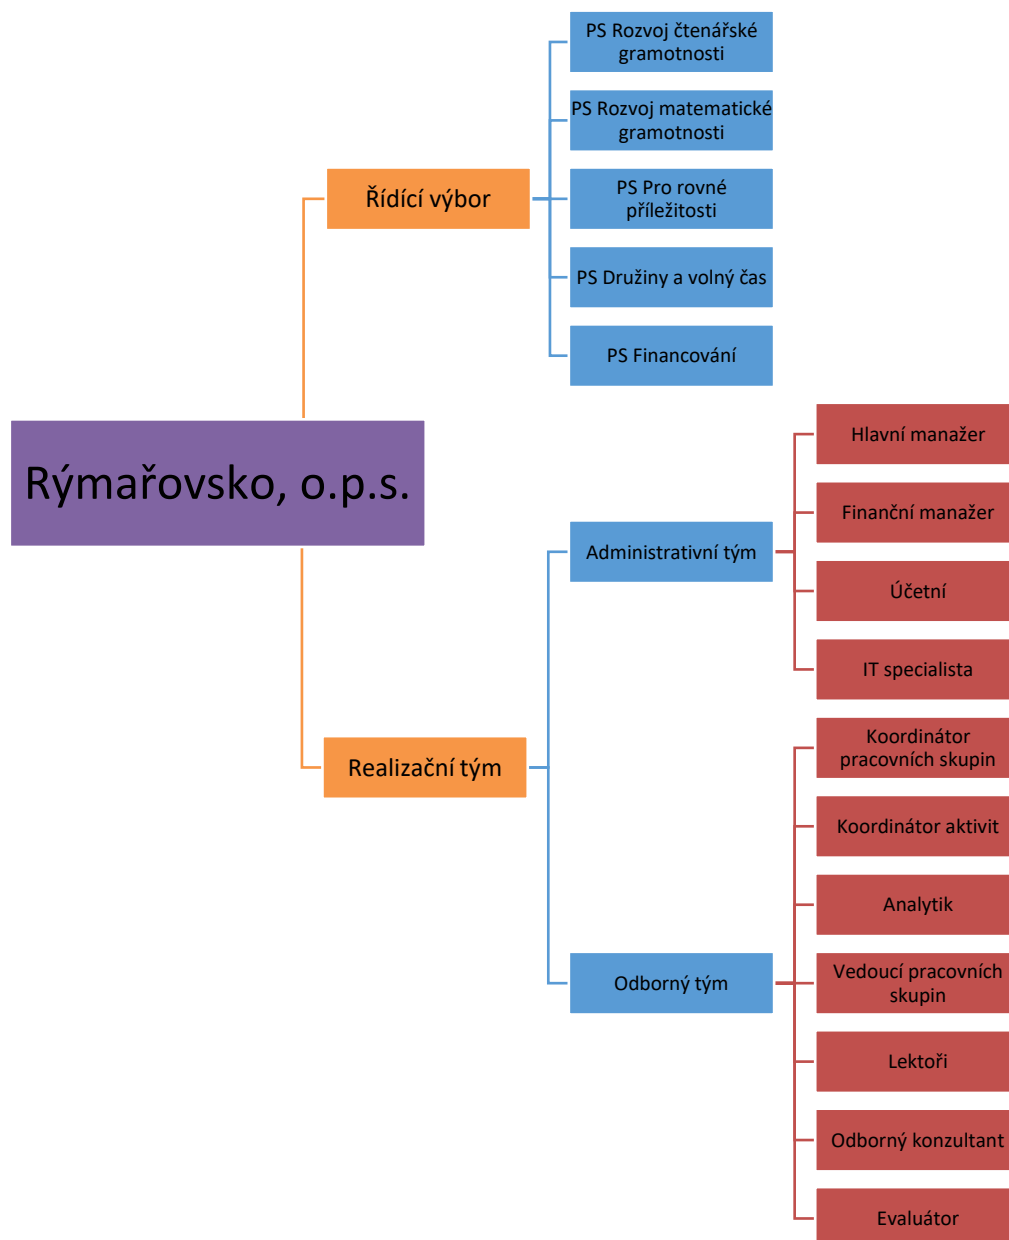 PS Rozvoj čtenářské
gramotnosti
PS Rozvoj matematické
gramotnosti
Řídící výbor
PS Pro rovné
příležitosti
PS Družiny a volný čas
PS Financování
Rýmařovsko, o.p.s.
Hlavní manažer
Finanční manažer
Administrativní tým
Účetní
IT specialista
Realizační tým
Koordinátor
pracovních skupin
Koordinátor aktivit
Analytik
Odborný tým
Vedoucí pracovních
skupin
Lektoři
Odborný konzultant
Evaluátor